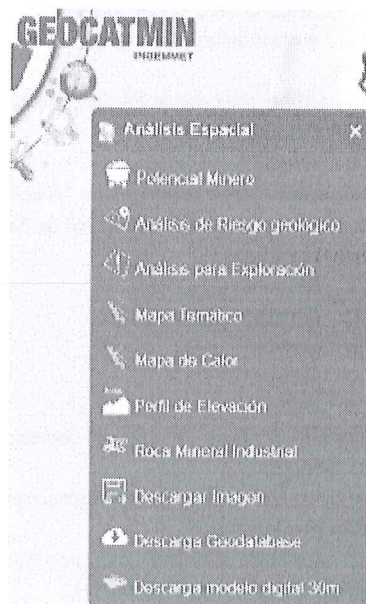 GEOCATMIN
INGEMMET
Análisis Espacial
Potencial Minero
Análisis de Riesgo geológico
Análisis para Exploración
Mapa Temático
Mapa de Calor
Perfil de Elevación
Roca Mineral Industrial
Descargar Imagen
Descarga Geodatabase
Descarga modelo digital 30m